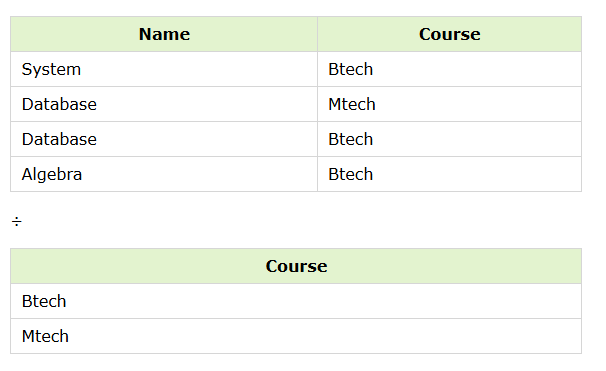 Name Course
System Btech
Database Mtech
Database Btech
Algebra Btech
÷
Course
Btech
Mtech